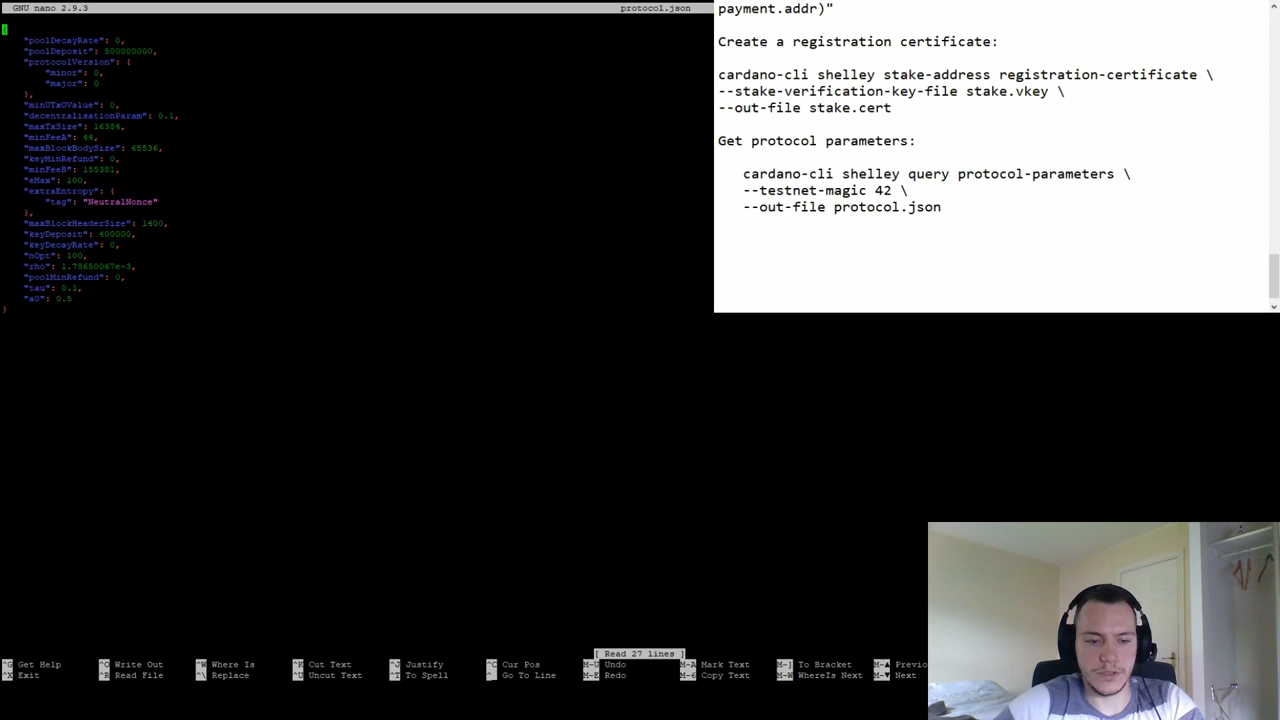 GNU nano 2.9.3 protocol.json
{
"poolDecayRate": 0,
"poolDeposit": 500000000,
"protocolVersion": {
"minor": 0,
"major": 0
},
"minUTxOValue": 0,
"decentralisationParam": 0.1,
"maxTxSize": 16384,
"minFeeA": 44,
"maxBlockBodySize": 65536,
"keyMinRefund": 0,
"minFeeB": 155381,
"eMax": 100,
"extraEntropy": {
"tag": "NeutralNonce"
},
"maxBlockHeaderSize": 1400,
"keyDeposit": 400000,
"keyDecayRate": 0,
"nOpt": 100,
"rho": 1.78650067e-3,
"poolMinRefund": 0,
"tau": 0.1,
"a0": 0.5
}
payment.addr)"
Create a registration certificate:
cardano-cli shelley stake-address registration-certificate \
--stake-verification-key-file stake.vkey \
--out-file stake.cert
Get protocol parameters:
cardano-cli shelley query protocol-parameters \
--testnet-magic 42 \
--out-file protocol.json
[ Read 27 lines ]
^G Get Help ^O Write Out ^W Where Is ^K Cut Text ^J Justify ^C Cur Pos M-U Undo M-A Mark Text M-] To Bracket M-▲ Previo
^X Exit ^R Read File ^\ Replace ^U Uncut Text ^T To Spell ^_ Go To Line M-E Redo M-6 Copy Text M-W WhereIs Next M-▼ Next